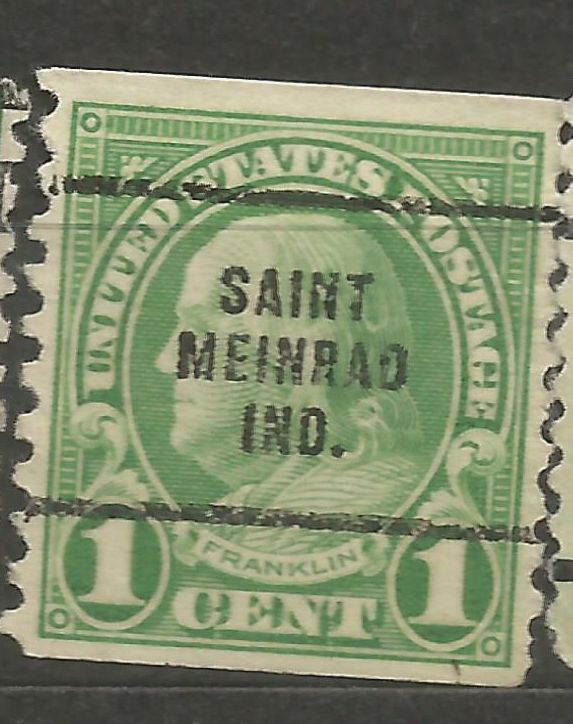 UNITED STATES POSTAGE
SAINT
MEINRAD
IND.
FRANKLIN
1 CENT 1